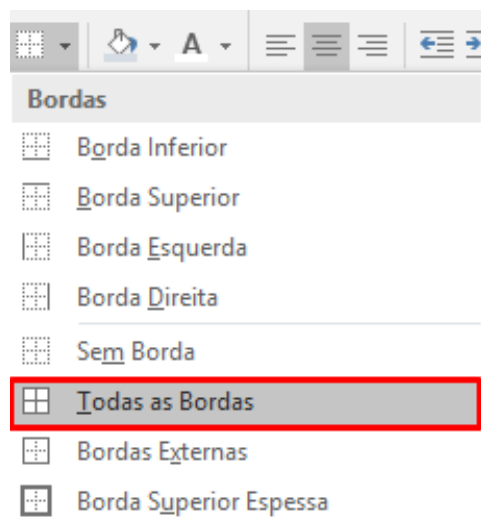 A
Bordas
Borda Inferior
Borda Superior
Borda Esquerda
Borda Direita
Sem Borda
Todas as Bordas
Bordas Externas
Borda Superior Espessa